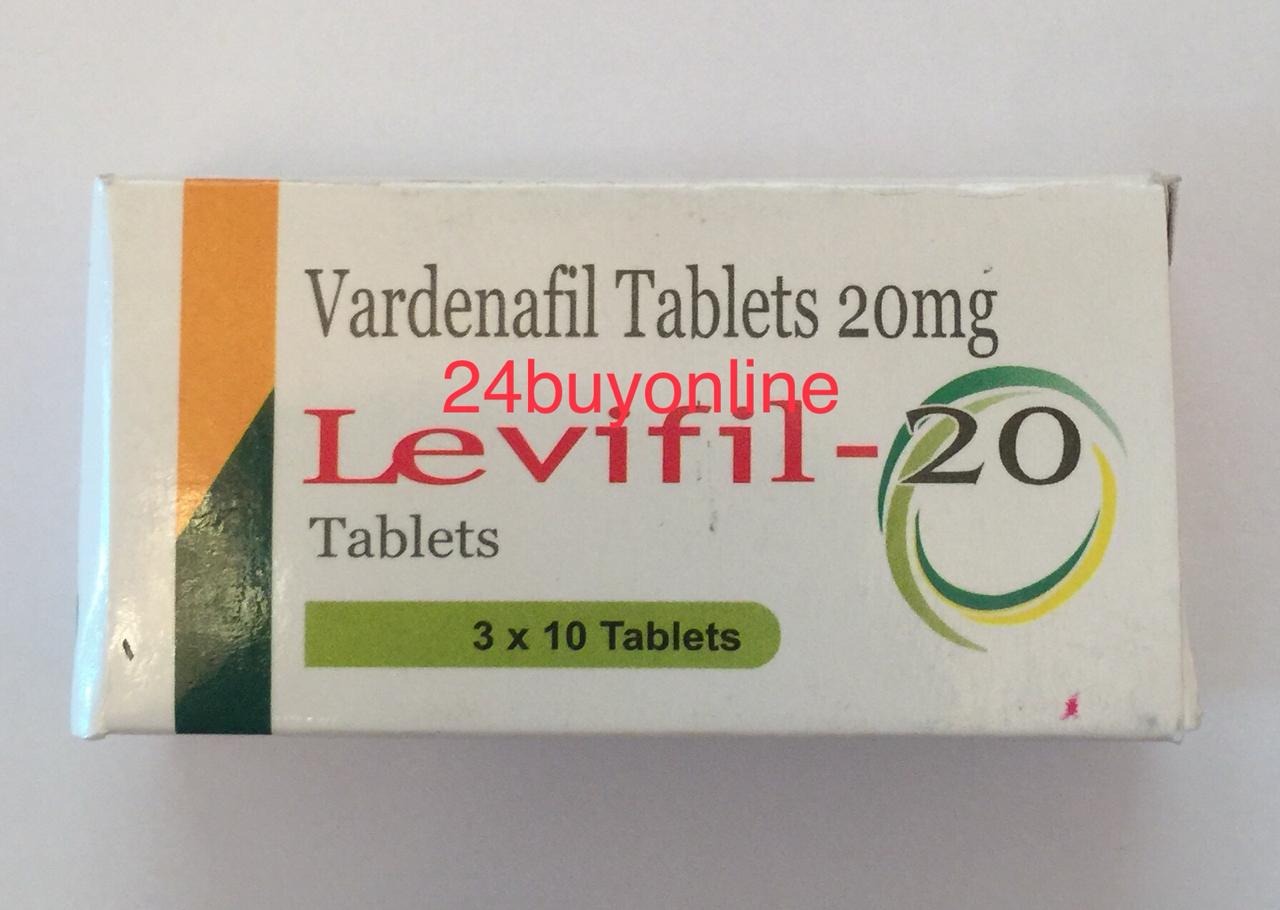 Vardenafil Tablets 20mg
24buyonline
Levifil-20
Tablets
3 x 10 Tablets